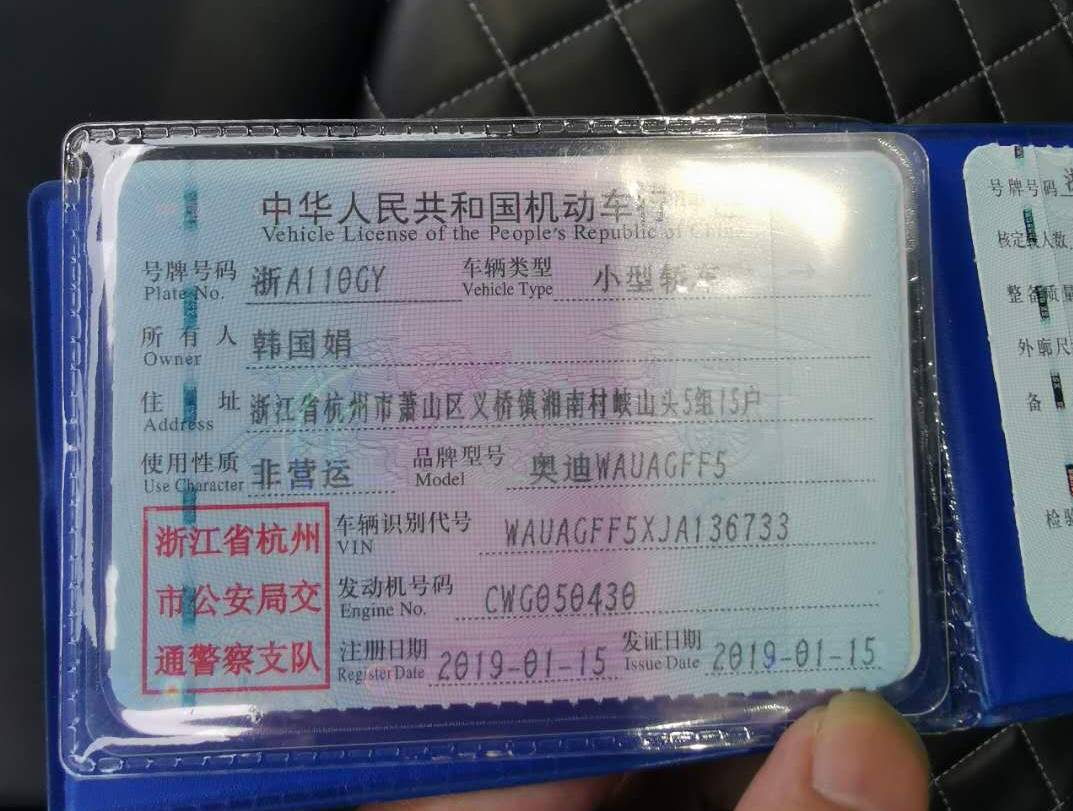 中华人民共和国机动车行
Vehicle License of the People's Republic of China
号牌号码 浙A110GY 车辆类型 小型轿车
Plate No. Vehicle Type
所有人 韩国娟
Owner
住址 浙江省杭州市萧山区义桥镇湘南村峡山头5组15户
Address
使用性质 非营运 品牌型号 奥迪WAUAGFF5
Use Character Model
浙江省杭州
市公安局交
通警察支队
车辆识别代号 WAUAGFF5XJA136733
VIN
发动机号码 CWG050430
Engine No.
注册日期 2019-01-15 发证日期 2019-01-15
Register Date Issue Date
号牌号码
核定载人数
整备质量
外廓尺
备
检验